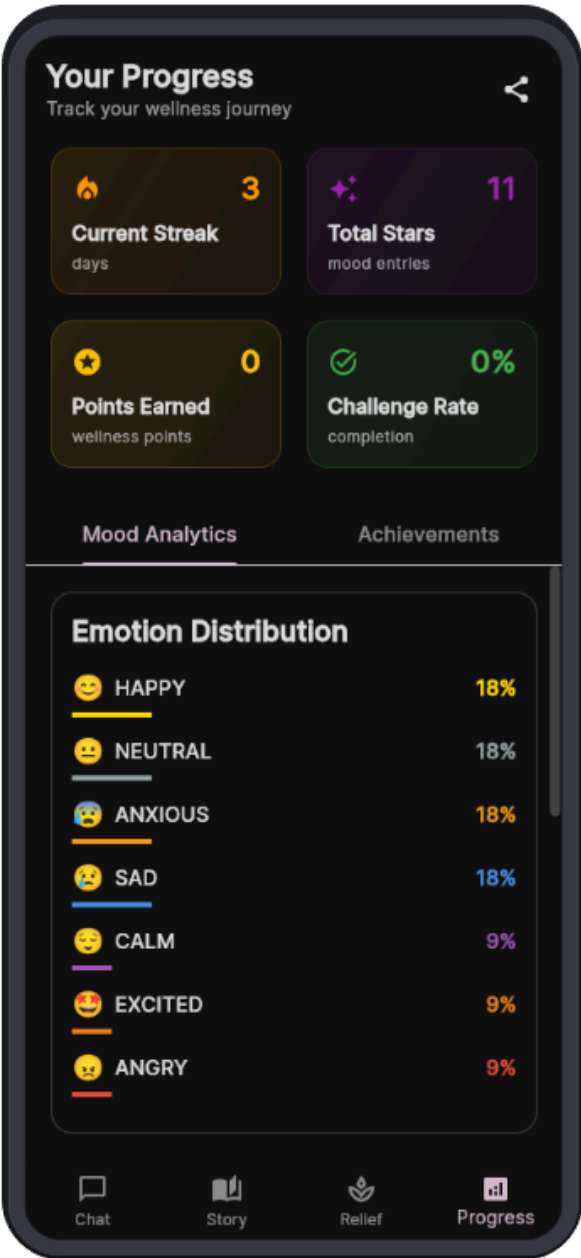 Your Progress
Track your wellness journey
3
Current Streak
days
11
Total Stars
mood entries
0
Points Earned
wellness points
0%
Challenge Rate
completion
Mood Analytics
Achievements
Emotion Distribution
HAPPY 18%
NEUTRAL 18%
ANXIOUS 18%
SAD 18%
CALM 9%
EXCITED 9%
ANGRY 9%
Chat
Story
Relief
Progress